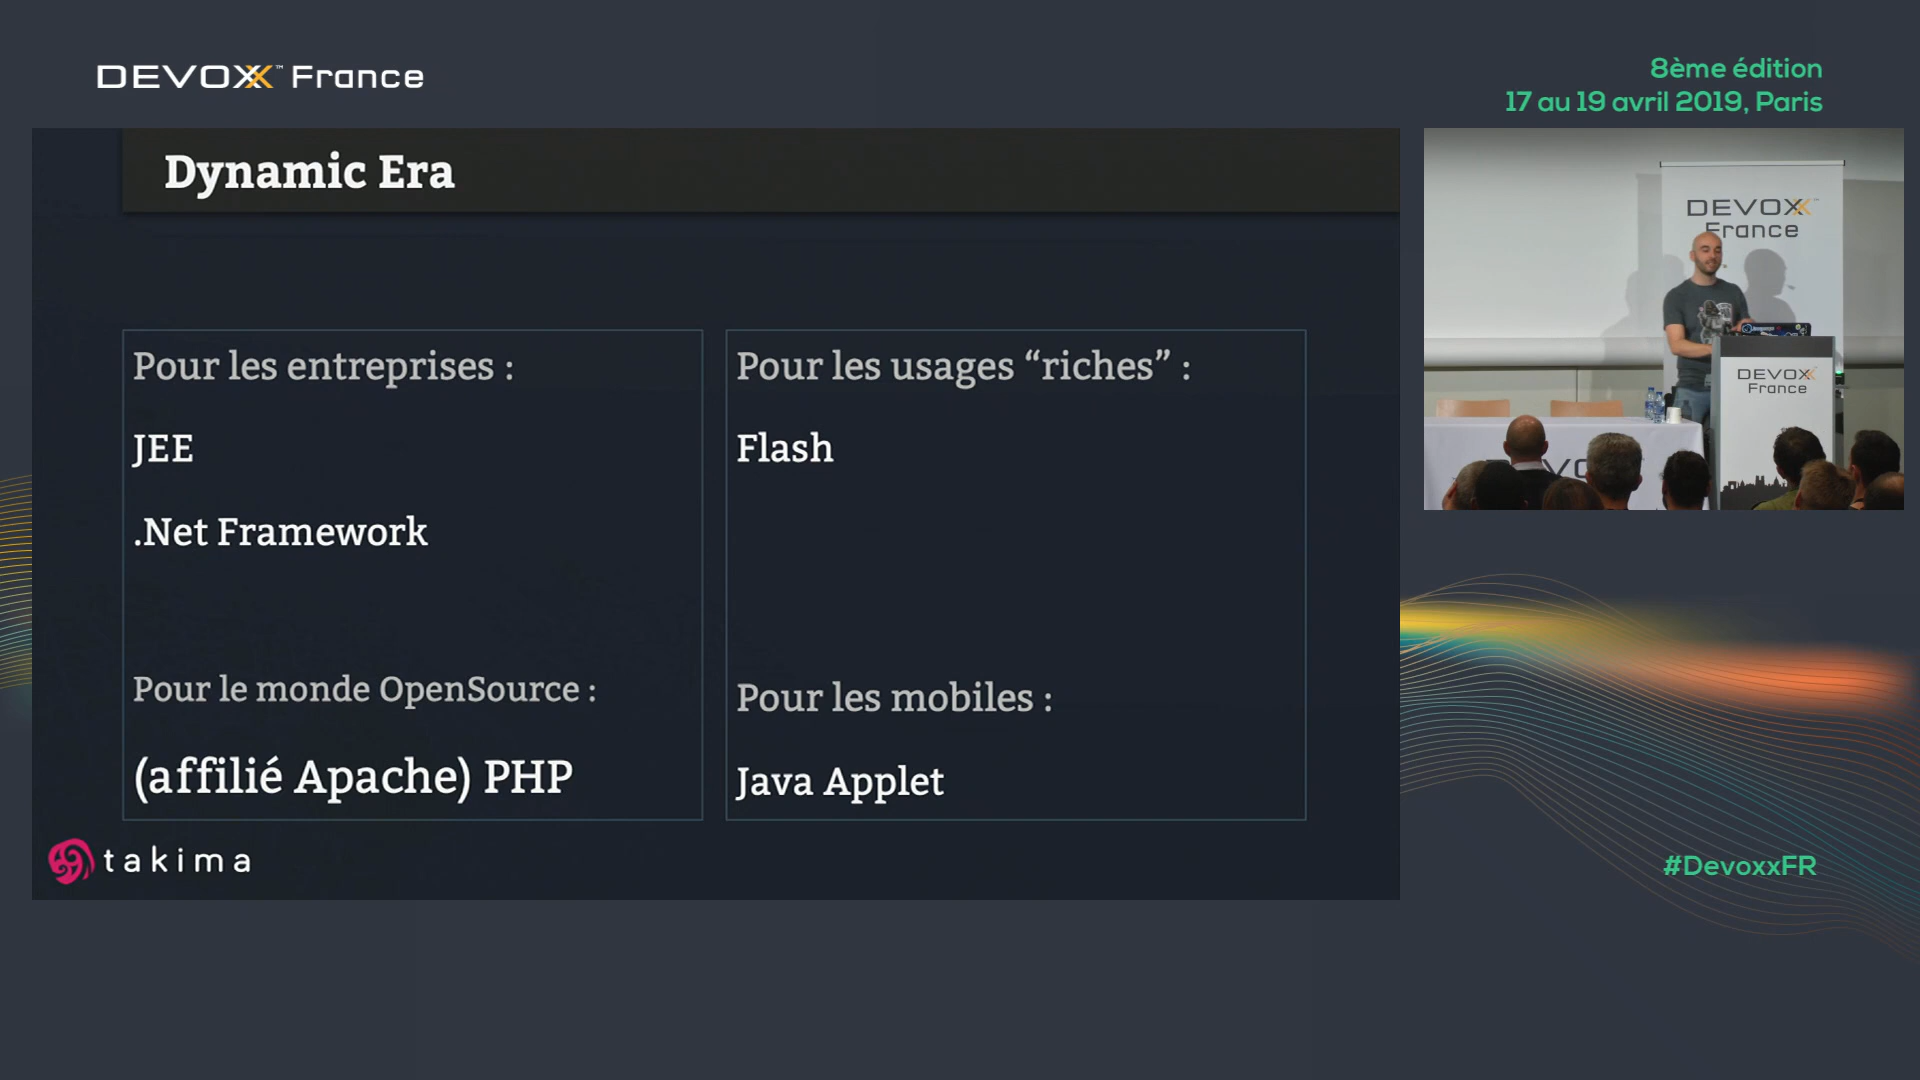 DEVOXX™ France
8ème édition
17 au 19 avril 2019, Paris
Dynamic Era
Pour les entreprises :
JEE
.Net Framework
Pour le monde OpenSource :
(affilié Apache) PHP
Pour les usages “riches” :
Flash
Pour les mobiles :
Java Applet
takima
DEVOXX
France
DEVOXX
France
#DevoxxFR